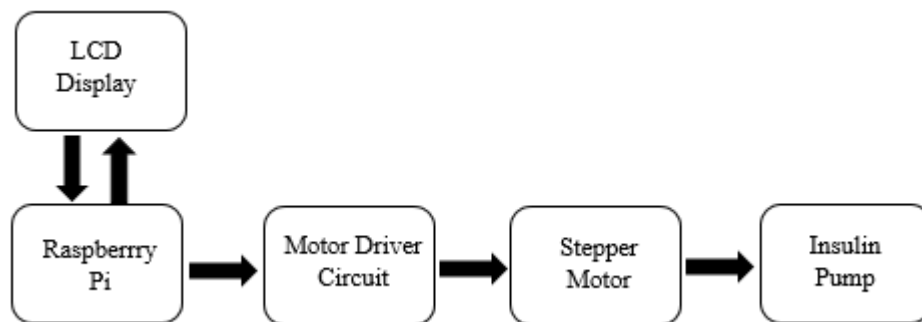 LCD
Display
Raspberrry
Pi
Motor Driver
Circuit
Stepper
Motor
Insulin
Pump